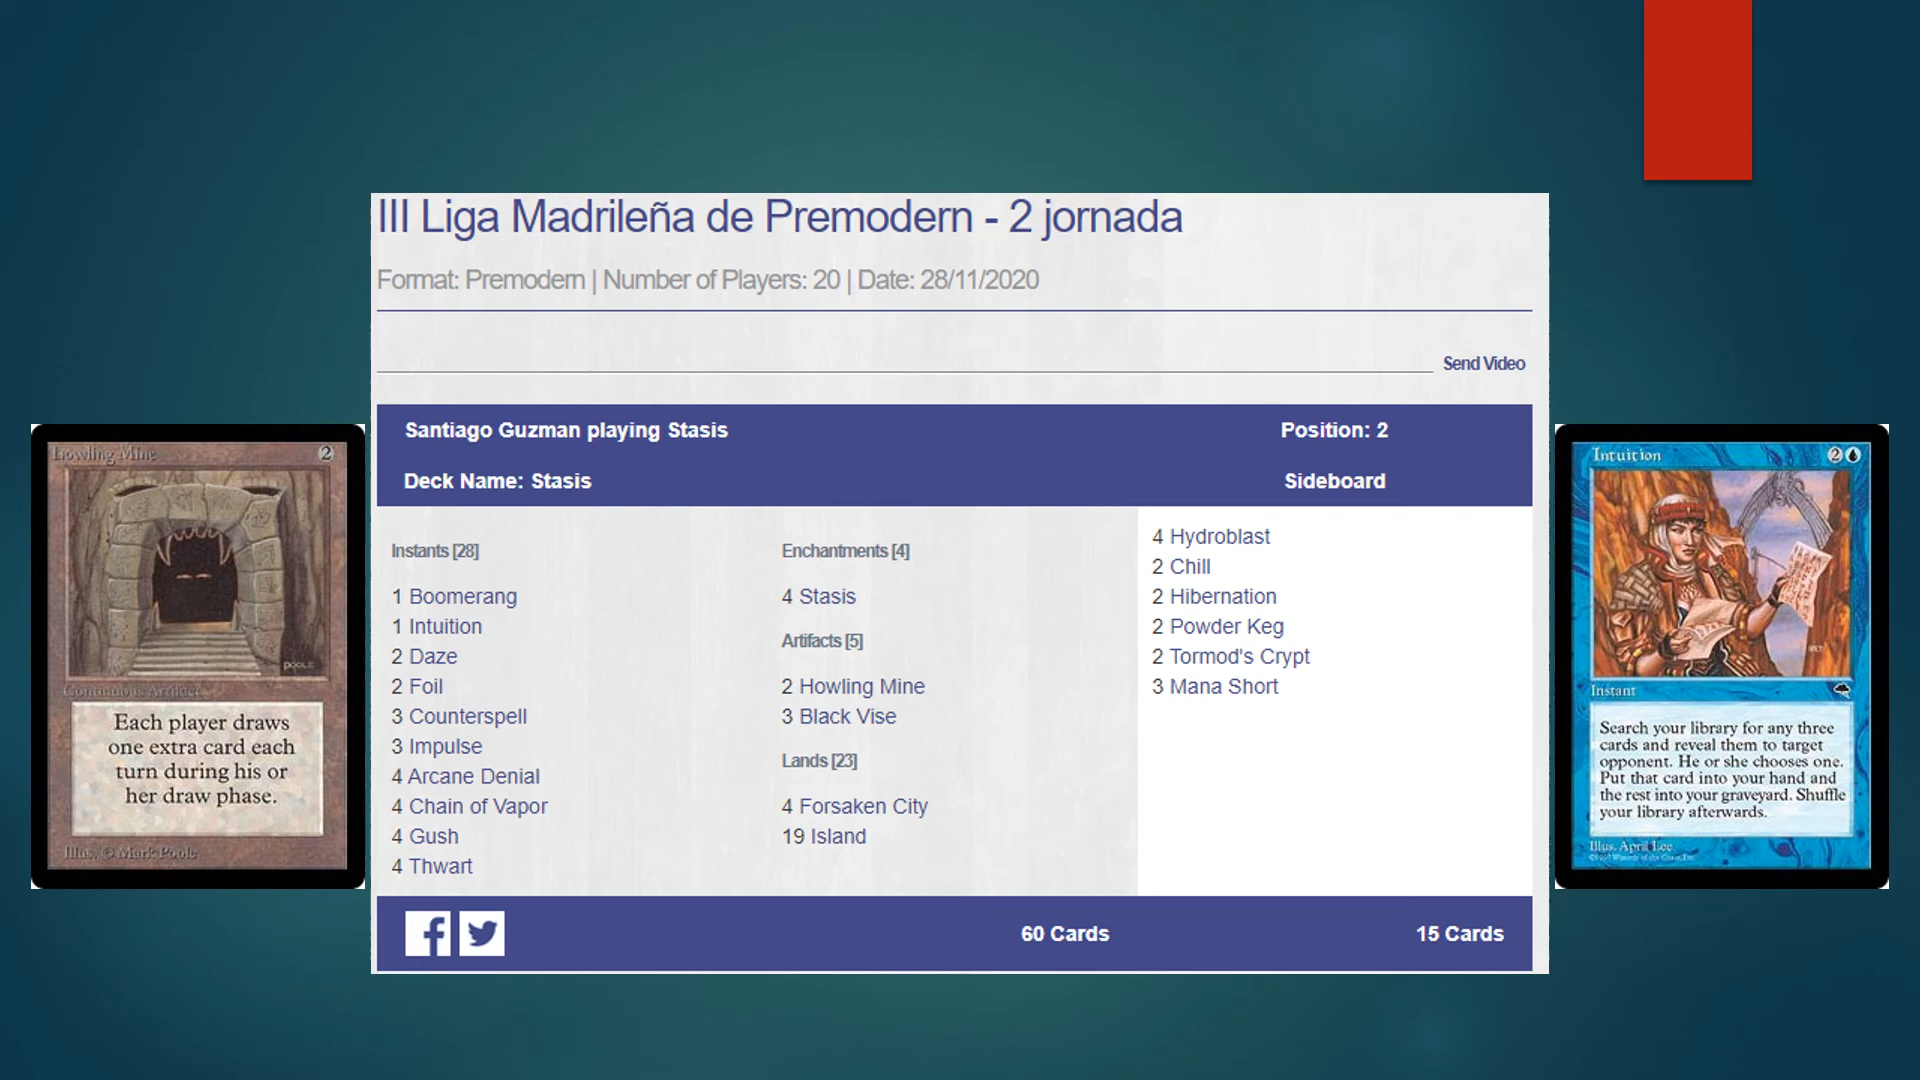 III Liga Madrileña de Premodern - 2 jornada
Format: Premodern | Number of Players: 20 | Date: 28/11/2020
Send Video
Santiago Guzman playing Stasis
Position: 2
Deck Name: Stasis
Sideboard
Instants [28]
1 Boomerang
1 Intuition
2 Daze
2 Foil
3 Counterspell
3 Impulse
4 Arcane Denial
4 Chain of Vapor
4 Gush
4 Thwart
Enchantments [4]
4 Stasis
Artifacts [5]
2 Howling Mine
3 Black Vise
Lands [23]
4 Forsaken City
19 Island
4 Hydroblast
2 Chill
2 Hibernation
2 Powder Keg
2 Tormod's Crypt
3 Mana Short
60 Cards
15 Cards
Howling Mine
2
POOLE
Continuous Artifact
Each player draws
one extra card each
turn during his or
her draw phase.
Illus. © Mark Poole
Intuition
2
Instant
Search your library for any three
cards and reveal them to target
opponent. He or she chooses one.
Put that card into your hand and
the rest into your graveyard. Shuffle
your library afterwards.
Illus. April Lee